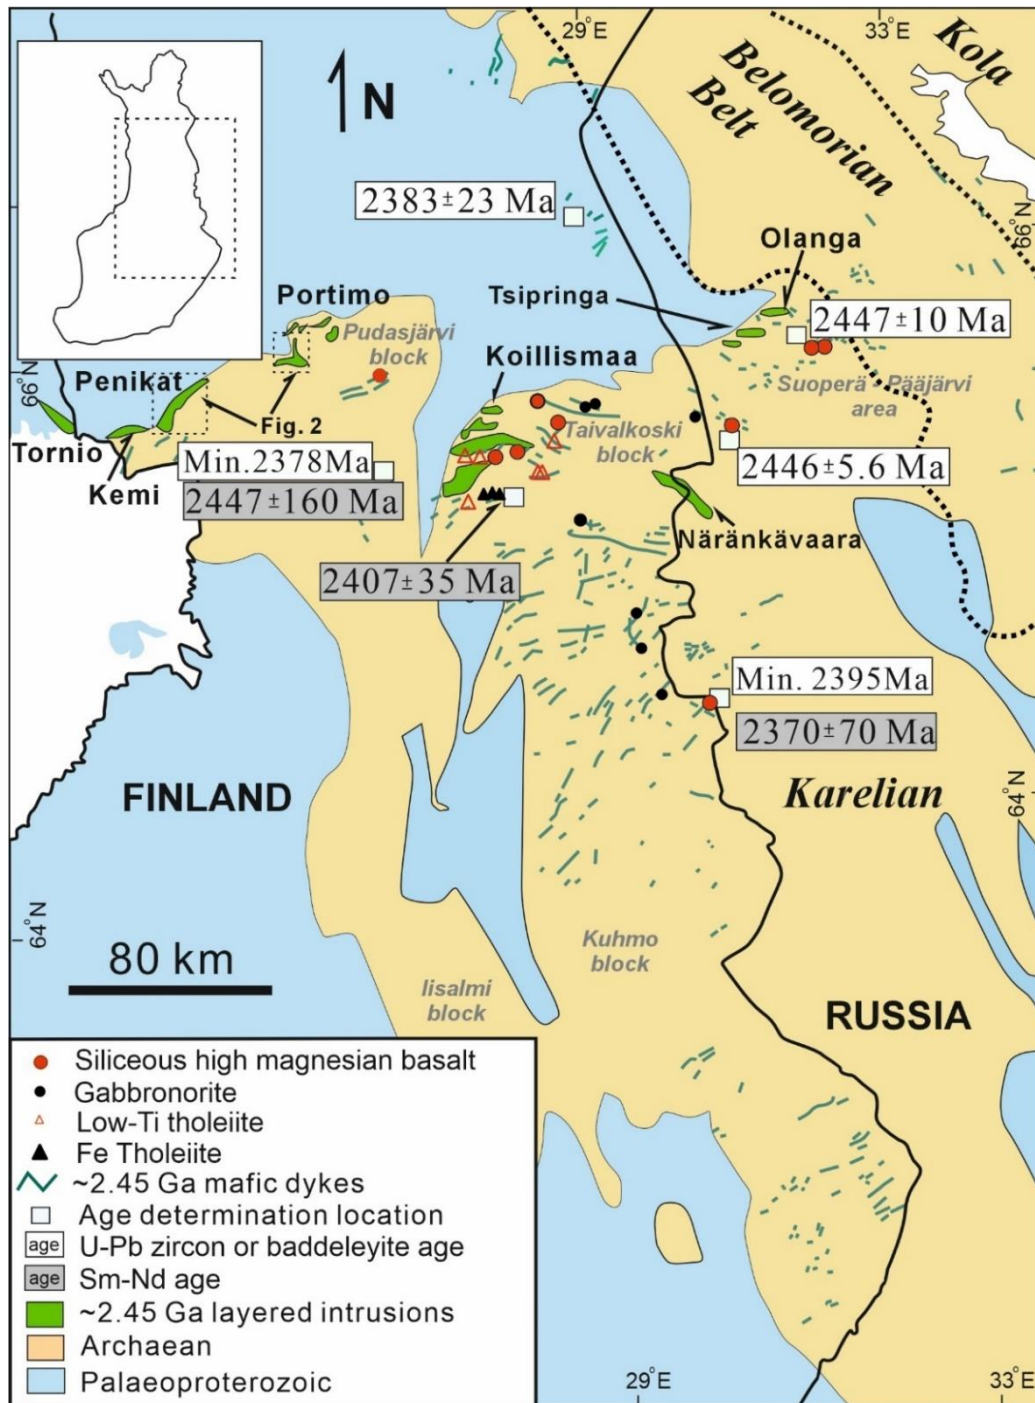 29°E
33°E
Kola
Belomorian
Belt
N
2383±23 Ma
66°N
Olanga
Tsipringa
Portimo
2447±10 Ma
Pudasjärvi
block
Koillismaa
66°N
Penikat
Suoperä - Pääjärvi
area
Fig. 2
Taivalkoski
block
Tornio
Min.2378Ma
2446±5.6 Ma
Kemi
2447±160 Ma
Näränkävaara
2407±35 Ma
Min. 2395Ma
2370±70 Ma
FINLAND
Karelian
64°N
64°N
80 km
Kuhmo
block
Iisalmi
block
RUSSIA
Siliceous high magnesian basalt
Gabbronorite
Low-Ti tholeiite
Fe Tholeiite
~2.45 Ga mafic dykes
Age determination location
age U-Pb zircon or baddeleyite age
age Sm-Nd age
~2.45 Ga layered intrusions
Archaean
Palaeoproterozoic
29°E
33°E